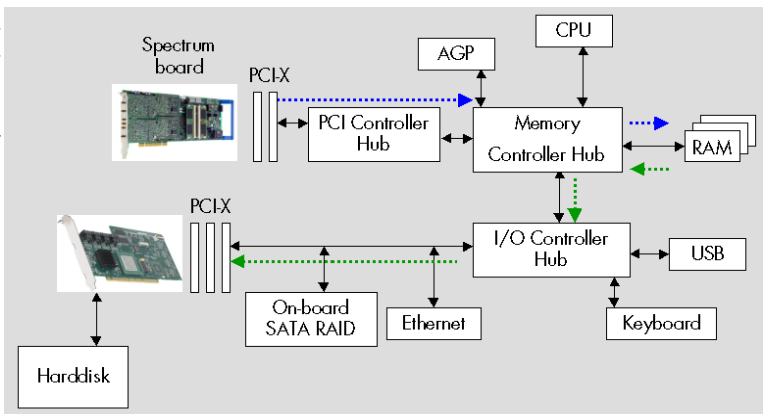 Spectrum
board
PCI-X
AGP
CPU
PCI Controller
Hub
Memory
Controller Hub
RAM
PCI-X
I/O Controller
Hub
USB
On-board
SATA RAID
Ethernet
Keyboard
Harddisk